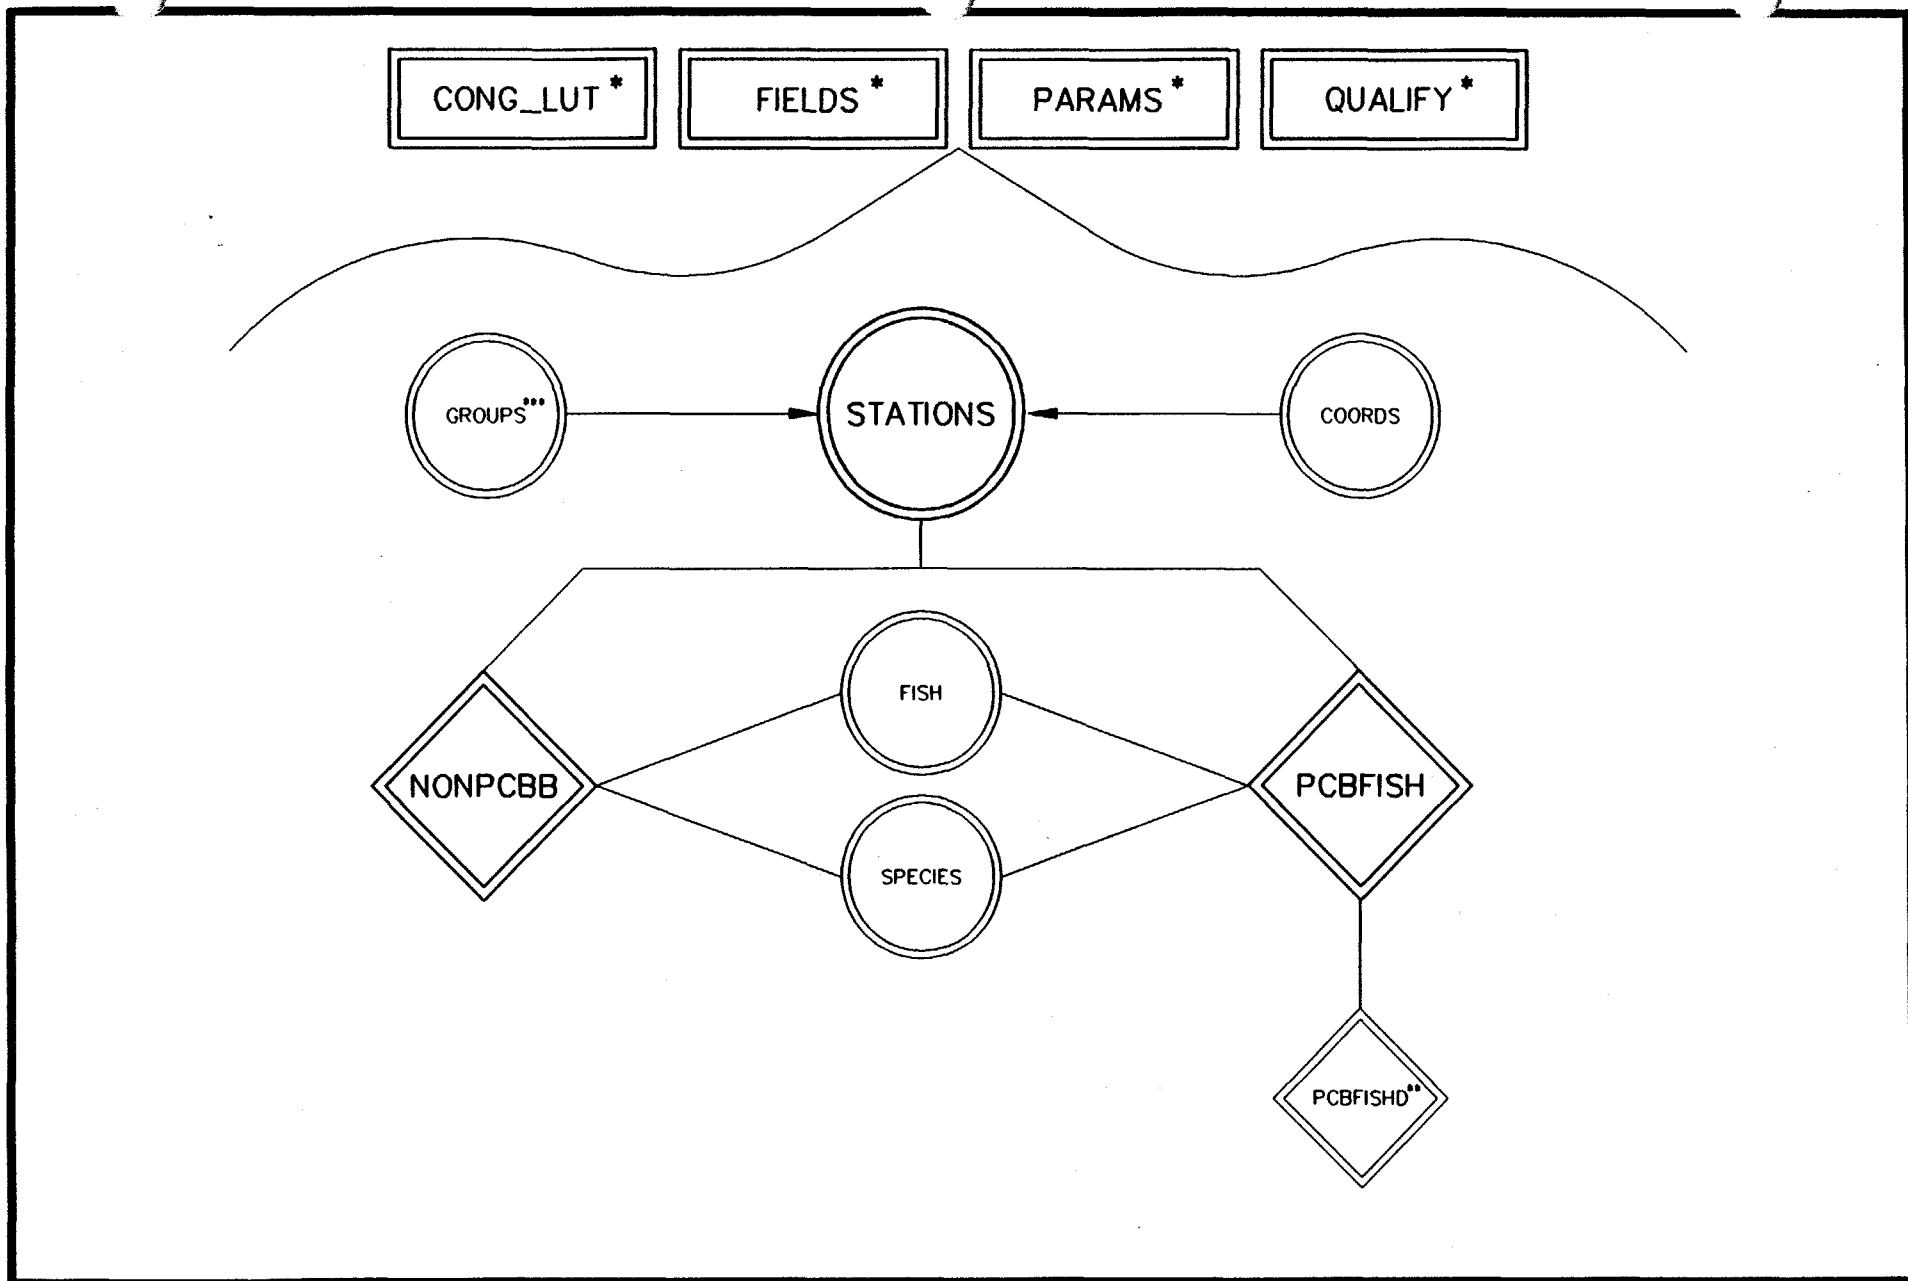 CONG_LUT* FIELDS* PARAMS* QUALIFY*
GROUPS*** STATIONS COORDS
FISH
NONPCBB PCBFISH
SPECIES
PCBFISHD**